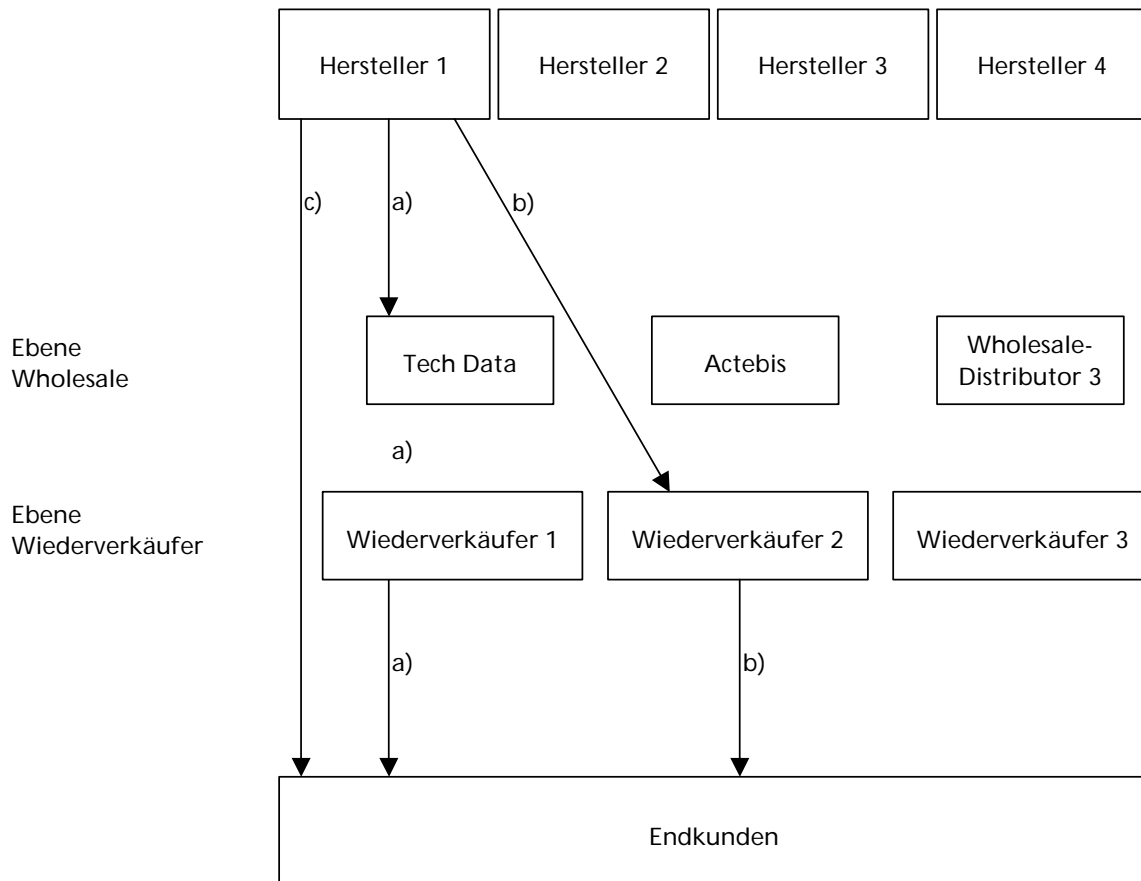 Hersteller 1
Hersteller 2
Hersteller 3
Hersteller 4
c)
a)
b)
Ebene
Wholesale
Tech Data
Actebis
Wholesale-
Distributor 3
a)
Ebene
Wiederverkäufer
Wiederverkäufer 1
Wiederverkäufer 2
Wiederverkäufer 3
a)
b)
Endkunden